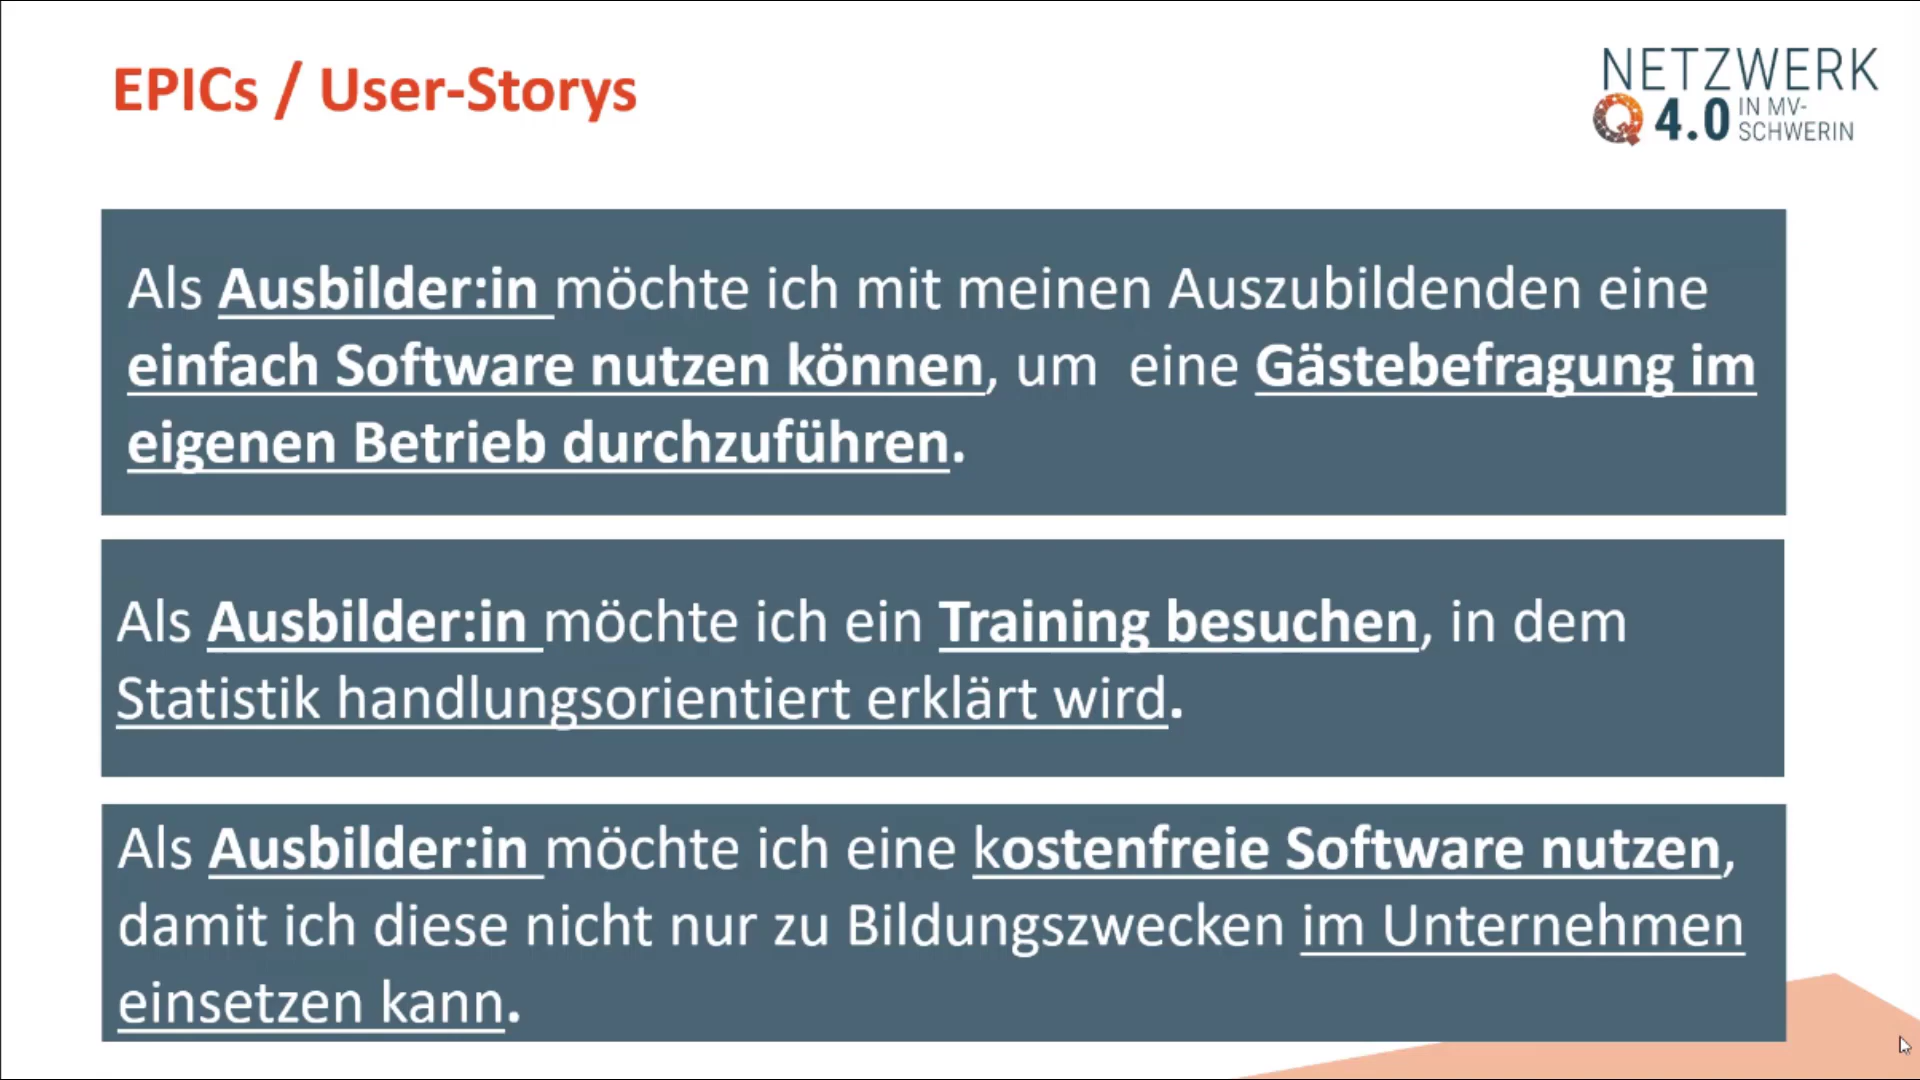 EPICs / User-Storys
NETZWERK
Q 4.0 IN MV-
SCHWERIN
Als Ausbilder:in möchte ich mit meinen Auszubildenden eine
einfach Software nutzen können, um eine Gästebefragung im
eigenen Betrieb durchzuführen.
Als Ausbilder:in möchte ich ein Training besuchen, in dem
Statistik handlungsorientiert erklärt wird.
Als Ausbilder:in möchte ich eine kostenfreie Software nutzen,
damit ich diese nicht nur zu Bildungszwecken im Unternehmen
einsetzen kann.